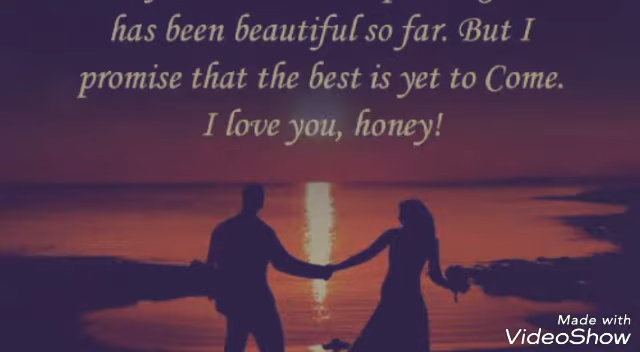 has been beautiful so far. But I
promise that the best is yet to Come.
I love you, honey!
Made with
VideoShow